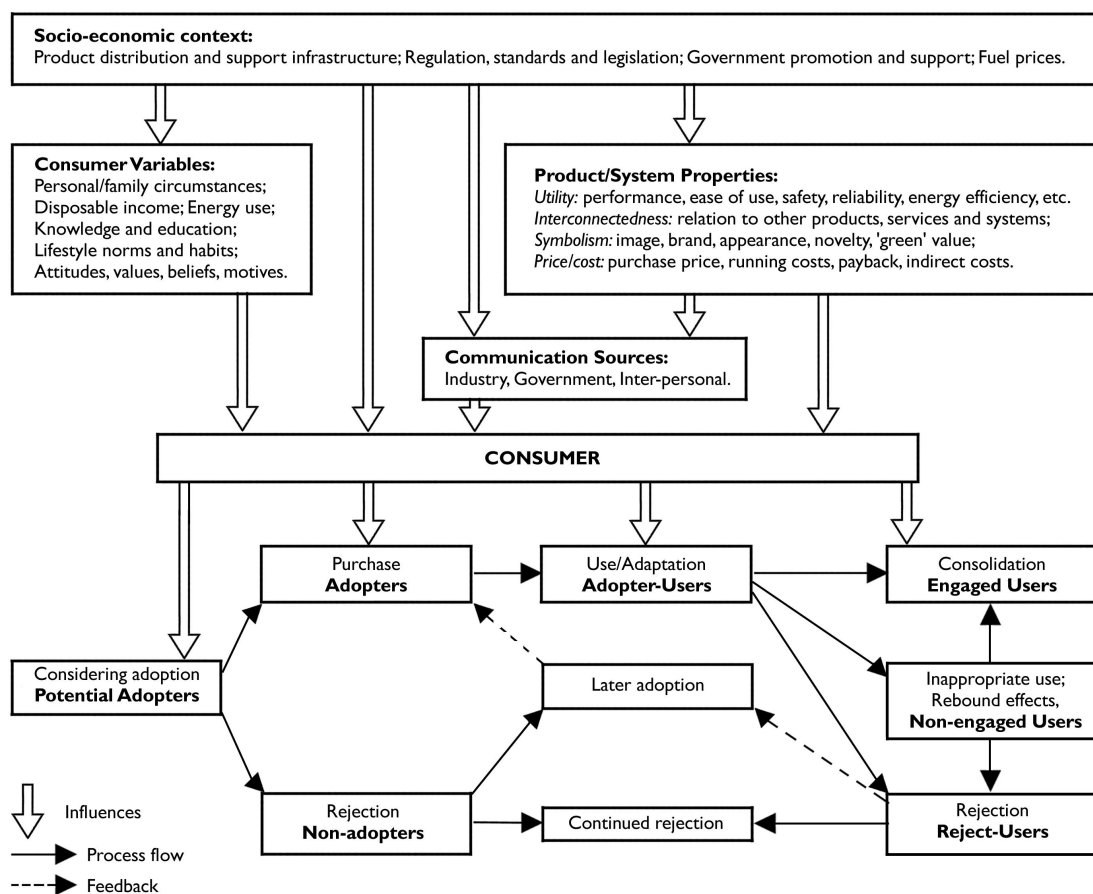 Socio-economic context:
Product distribution and support infrastructure; Regulation, standards and legislation; Government promotion and support; Fuel prices.
Consumer Variables:
Personal/family circumstances;
Disposable income; Energy use;
Knowledge and education;
Lifestyle norms and habits;
Attitudes, values, beliefs, motives.
Product/System Properties:
Utility: performance, ease of use, safety, reliability, energy efficiency, etc.
Interconnectedness: relation to other products, services and systems;
Symbolism: image, brand, appearance, novelty, 'green' value;
Price/cost: purchase price, running costs, payback, indirect costs.
Communication Sources:
Industry, Government, Inter-personal.
CONSUMER
Purchase
Adopters
Use/Adaptation
Adopter-Users
Consolidation
Engaged Users
Considering adoption
Potential Adopters
Later adoption
Inappropriate use;
Rebound effects,
Non-engaged Users
Rejection
Non-adopters
Continued rejection
Rejection
Reject-Users
Influences
Process flow
Feedback